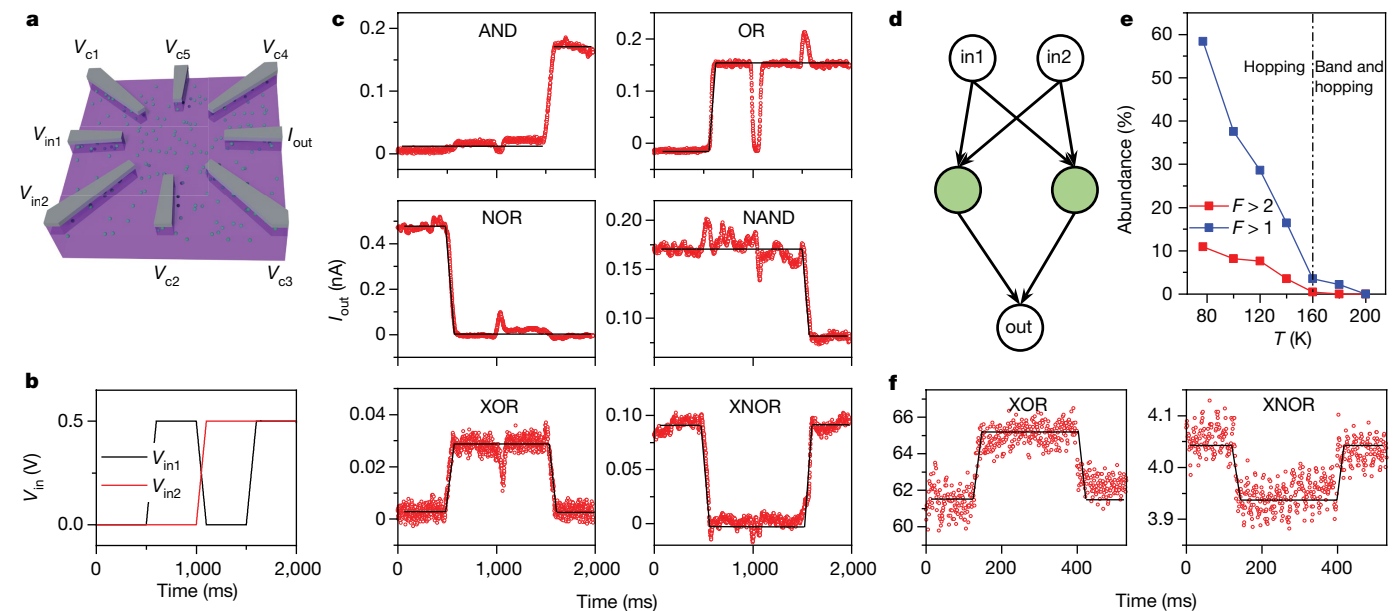 a
V_c1
V_c5
V_c4
V_in1
I_out
V_in2
V_c2
V_c3
b
V_in (V)
0.5
0.0
V_in1
V_in2
0
1,000
2,000
Time (ms)
c
I_out (nA)
AND
0.2
0.1
0
OR
0.2
0.1
0
NOR
0.4
0.2
0
NAND
0.20
0.15
0.10
XOR
0.04
0.02
0
0
1,000
2,000
XNOR
0.10
0.05
0
0
1,000
2,000
Time (ms)
d
in1
in2
out
e
Abundance (%)
60
50
40
30
20
10
0
Hopping
Band and
hopping
F > 2
F > 1
80
120
160
200
T (K)
f
XOR
66
64
62
60
0
200
400
XNOR
4.1
4.0
3.9
0
200
400
Time (ms)